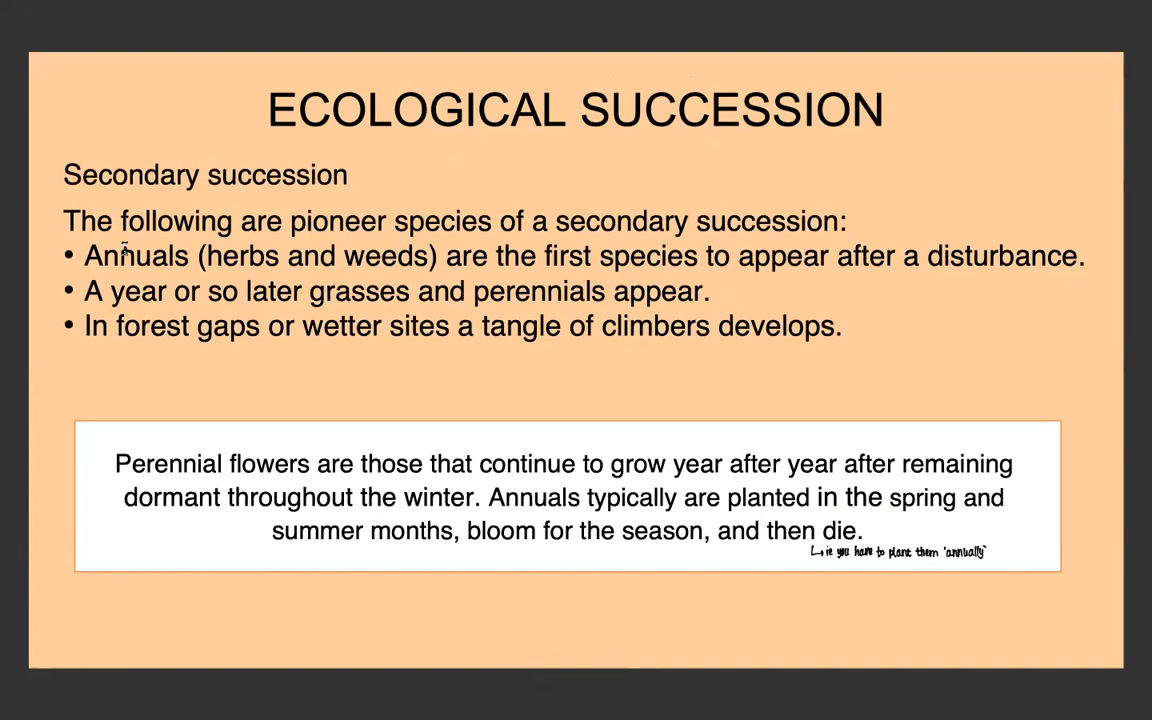 ECOLOGICAL SUCCESSION
Secondary succession
The following are pioneer species of a secondary succession:
• Annuals (herbs and weeds) are the first species to appear after a disturbance.
• A year or so later grasses and perennials appear.
• In forest gaps or wetter sites a tangle of climbers develops.
Perennial flowers are those that continue to grow year after year after remaining
dormant throughout the winter. Annuals typically are planted in the spring and
summer months, bloom for the season, and then die.
↳ ie you have to plant them 'annually'